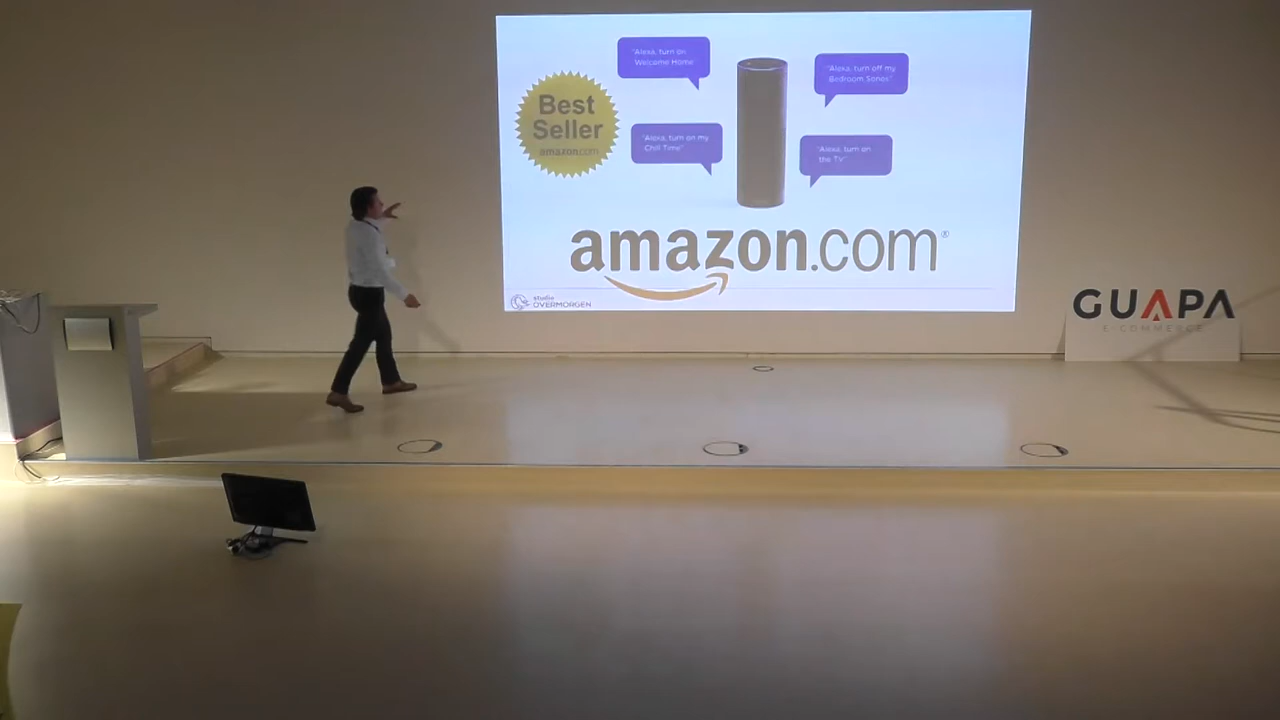 "Alexa, turn on
Welcome Home"
"Alexa, turn off my
Bedroom Sonos"
Best
Seller
amazon.com
"Alexa, turn on my
Chill Time"
"Alexa, turn on
the TV"
amazon.com®
studio
OVERMORGEN
GUAPA
E-COMMERCE